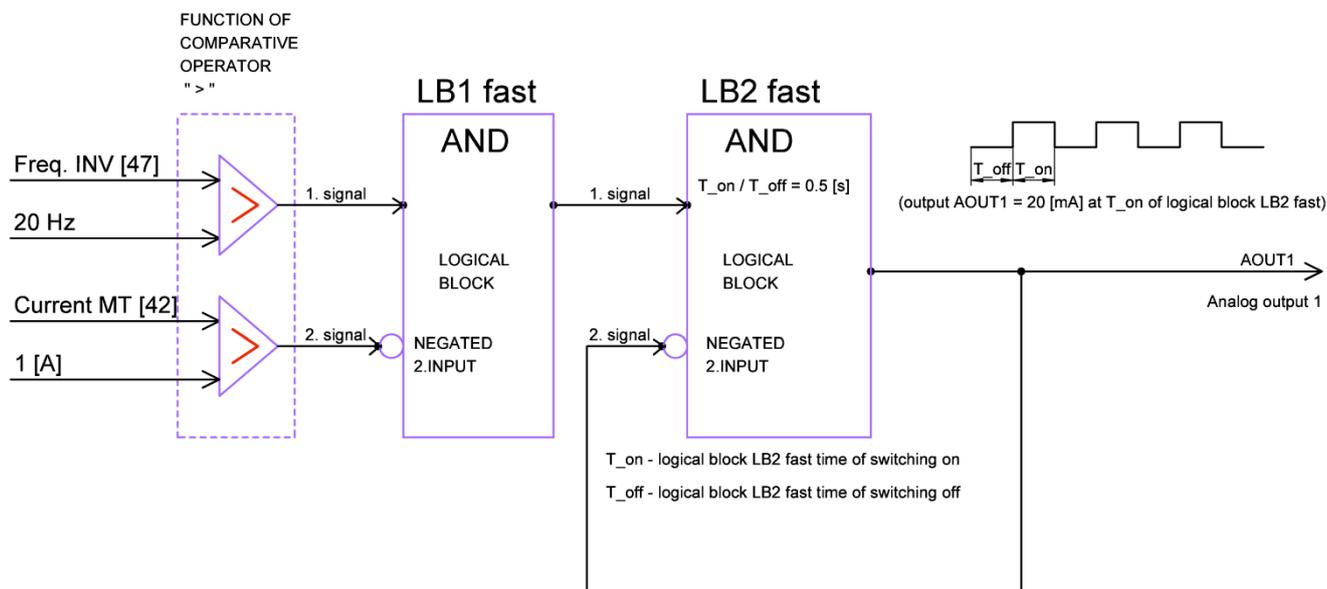 FUNCTION OF
COMPARATIVE
OPERATOR
" > "
Freq. INV [47]
20 Hz
Current MT [42]
1 [A]
1. signal
2. signal
LB1 fast
AND
LOGICAL
BLOCK
NEGATED
2.INPUT
1. signal
2. signal
LB2 fast
AND
T_on / T_off = 0.5 [s]
LOGICAL
BLOCK
NEGATED
2.INPUT
T_on - logical block LB2 fast time of switching on
T_off - logical block LB2 fast time of switching off
T_off T_on
(output AOUT1 = 20 [mA] at T_on of logical block LB2 fast)
AOUT1
Analog output 1